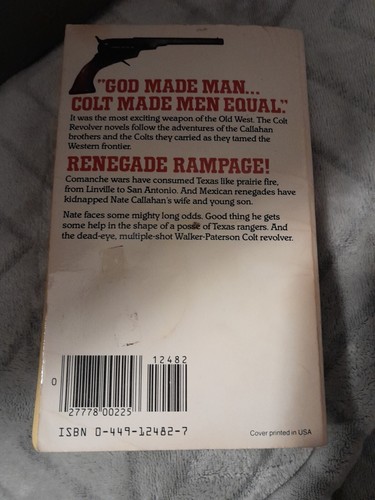 "GOD MADE MAN...
COLT MADE MEN EQUAL."
It was the most exciting weapon of the Old West. The Colt
Revolver novels follow the adventures of the Callahan
brothers and the Colts they carried as they tamed the
Western frontier.
RENEGADE RAMPAGE!
Comanche wars have consumed Texas like prairie fire,
from Linville to San Antonio. And Mexican renegades have
kidnapped Nate Callahan's wife and young son.
Nate faces some mighty long odds. Good thing he gets
some help in the shape of a posse of Texas rangers. And
the dead-eye, multiple-shot Walker-Paterson Colt revolver.
12482
0
27778 00225
ISBN 0-449-12482-7
Cover printed in USA